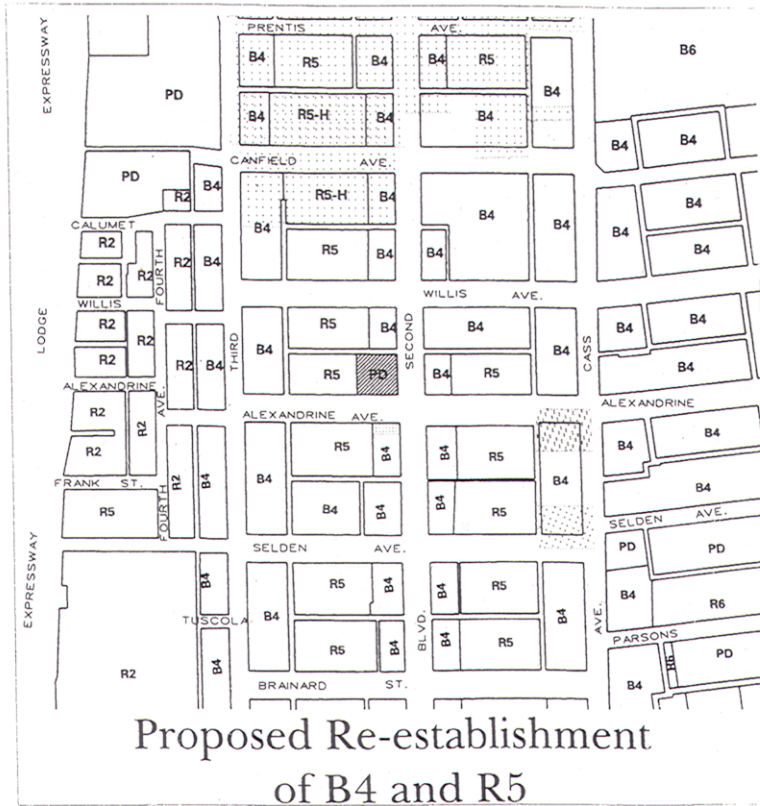 PRENTIS AVE.
EXPRESSWAY
B4 R5 B4 B4 R5 B4 B6
PD
B4 R5-H B4 B4 B4 B4
CANFIELD AVE.
PD R2 B4 R5-H B4
B4 B4 B4 B4 B4
CALUMET
R2 R2 R2 B4 R5 B4 B4 B4
R2 FOURTH
WILLIS WILLIS AVE.
LODGE
R2 R2 R5 B4 B4 B4 B4 B4
THIRD SECOND CASS
R2 R2 B4 B4 R5 PD B4 R5 B4 B4
ALEXANDRINE AVE. ALEXANDRINE AVE. ALEXANDRINE
R2 R2 R5 B4 R5 B4 B4
R2 R2 B4 B4 B4 B4 B4 R5 B4 B4
FRANK ST.
R5 FOURTH
SELDEN AVE. SELDEN AVE.
PD PD
EXPRESSWAY
B4 R5 B4 B4 R5 B4 B4 R6
TUSCOLA BLVD. AVE. PARSONS
R2 B4 B4 R5 B4 B4 R5 B4 R6 PD
BRAINARD ST.
Proposed Re-establishment
of B4 and R5